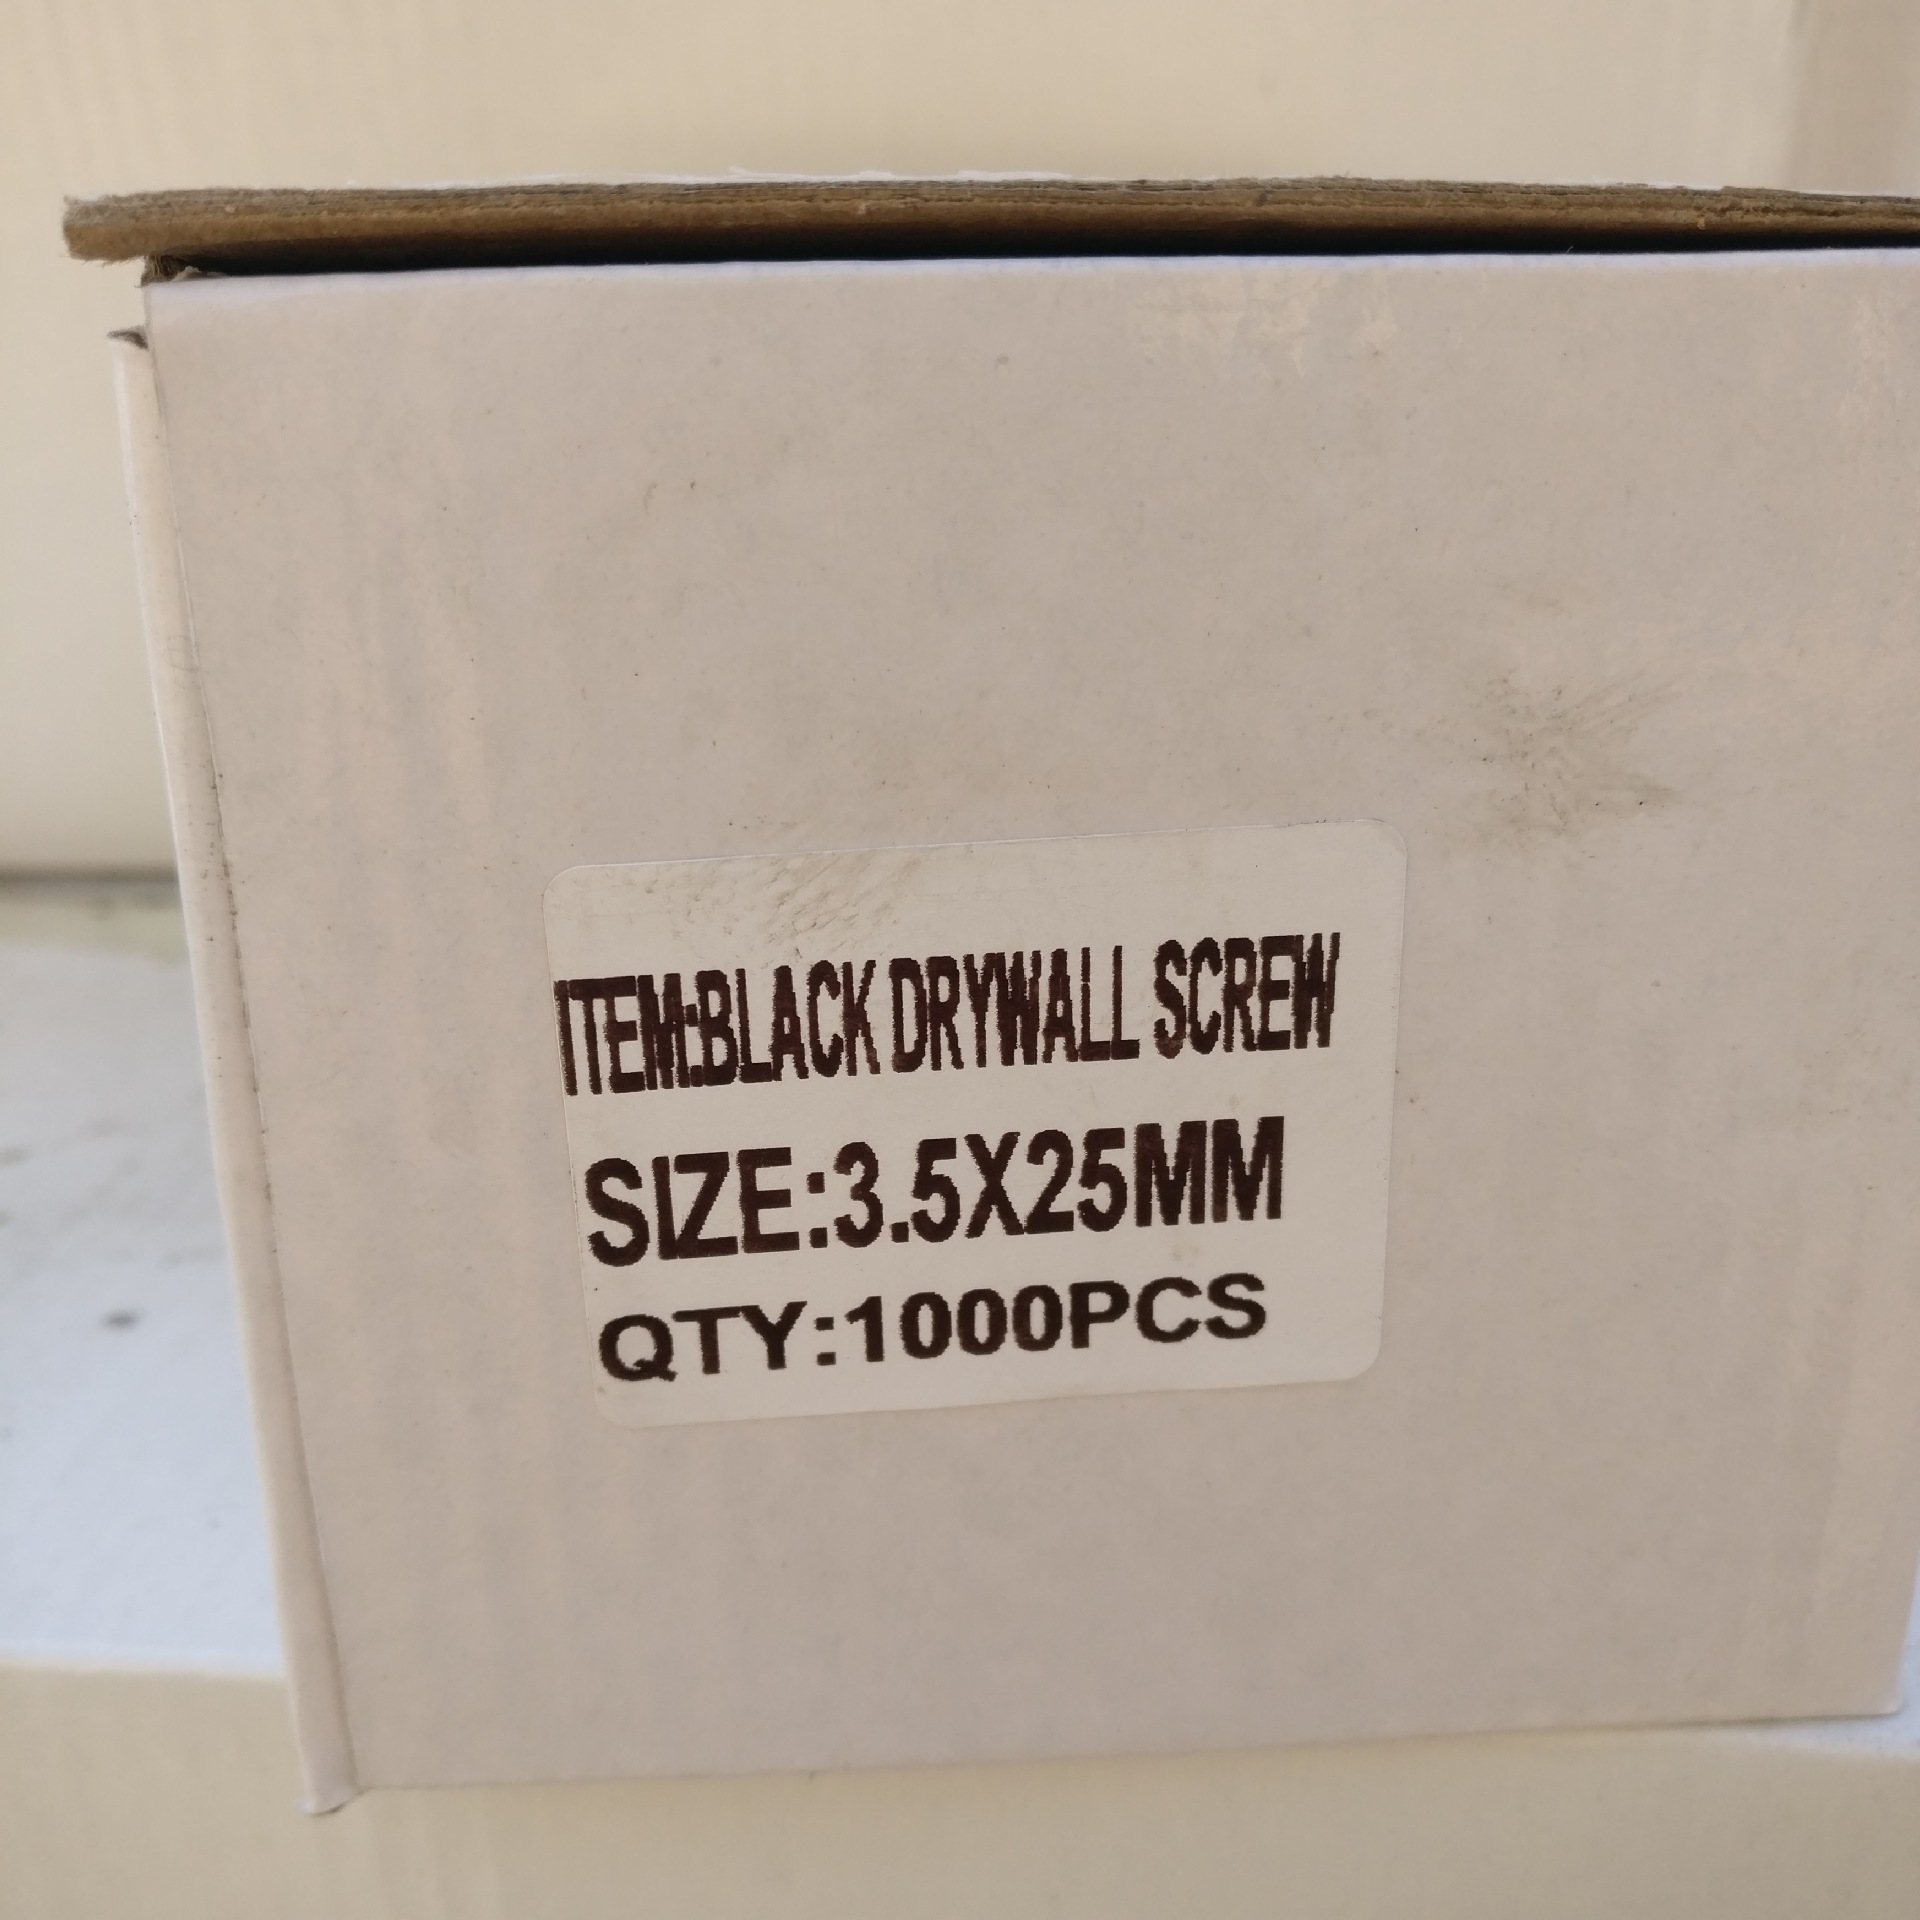 ITEM:BLACK DRYWALL SCREW
SIZE:3.5X25MM
QTY:1000PCS